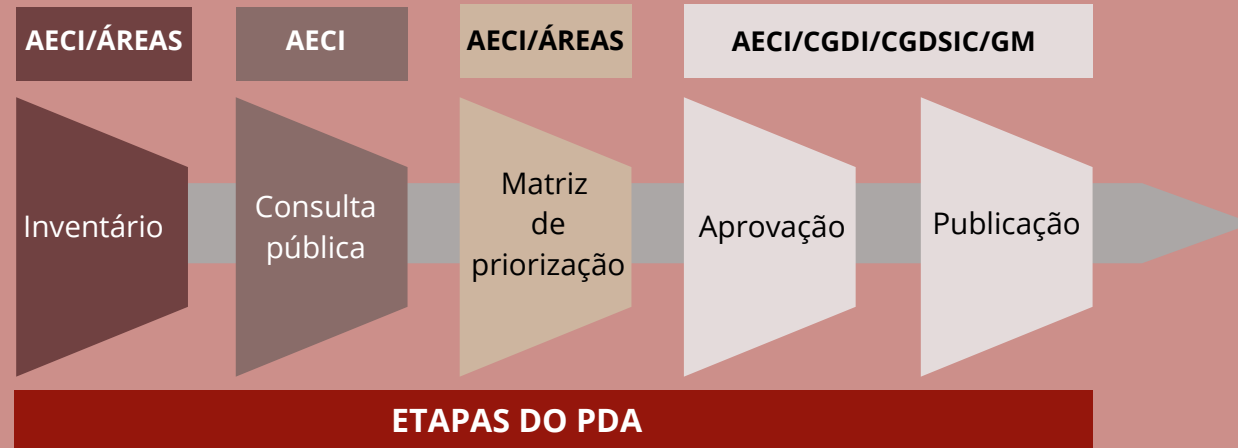 AECI/ÁREAS
AECI
AECI/ÁREAS
AECI/CGDI/CGDSIC/GM
Inventário
Consulta
pública
Matriz
de
priorização
Aprovação
Publicação
ETAPAS DO PDA